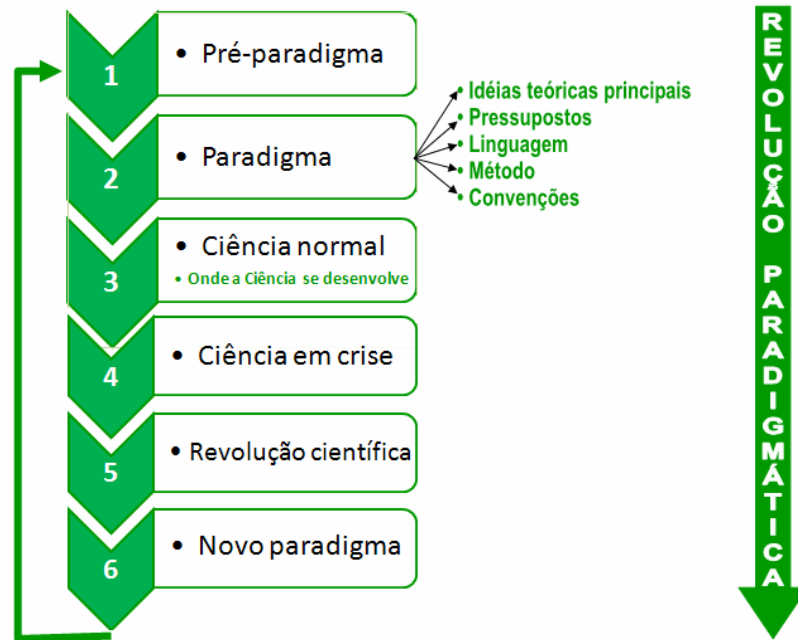 1
• Pré-paradigma
2
• Paradigma
• Idéias teóricas principais
• Pressupostos
• Linguagem
• Método
• Convenções
3
• Ciência normal
• Onde a Ciência se desenvolve
4
• Ciência em crise
5
• Revolução científica
6
• Novo paradigma
REVOLUÇÃO PARADIGMÁTICA